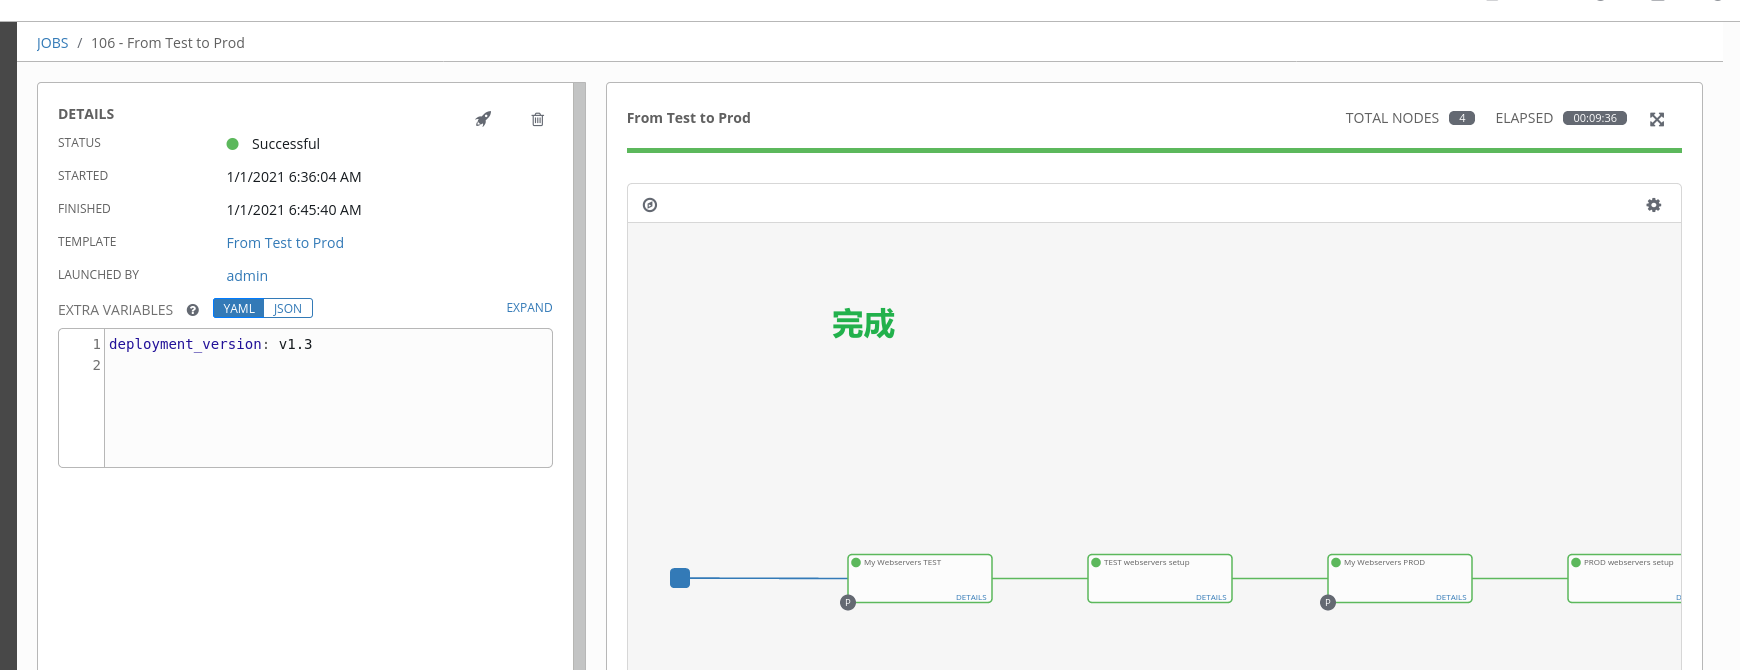 JOBS / 106 - From Test to Prod
DETAILS
STATUS Successful
STARTED 1/1/2021 6:36:04 AM
FINISHED 1/1/2021 6:45:40 AM
TEMPLATE From Test to Prod
LAUNCHED BY admin
EXTRA VARIABLES ? YAML JSON EXPAND
1 deployment_version: v1.3
2
From Test to Prod TOTAL NODES 4 ELAPSED 00:09:36
完成
My Webservers TEST
DETAILS
P
TEST webservers setup
DETAILS
My Webservers PROD
DETAILS
P
PROD webservers setup
D